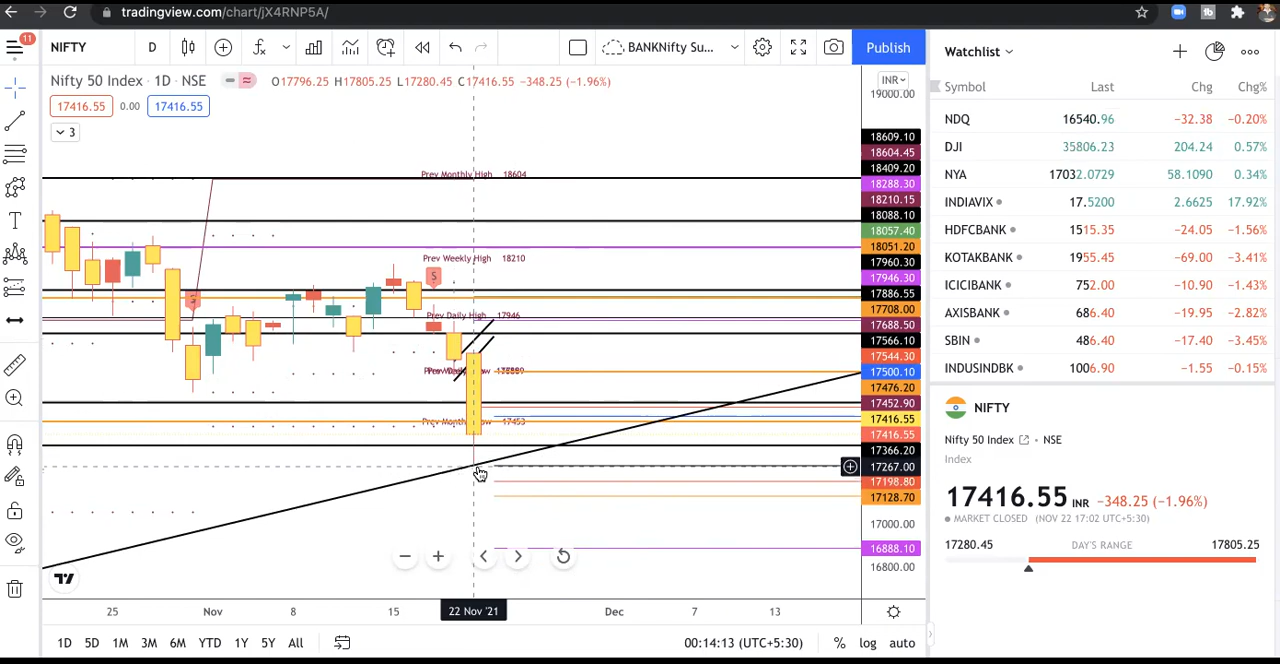 tradingview.com/chart/jX4RNP5A/
11
NIFTY
D
BANKNifty Su...
Publish
Nifty 50 Index · 1D · NSE
O17796.25 H17805.25 L17280.45 C17416.55 −348.25 (−1.96%)
17416.55
0.00
17416.55
3
INR
19000.00
18609.10
18604.45
18409.20
18288.30
18210.15
18088.10
18057.40
18051.20
17960.30
17946.30
17886.55
17708.00
17688.50
17566.10
17544.30
17500.10
17476.20
17452.90
17416.55
17416.55
17366.20
17267.00
17198.80
17128.70
17000.00
16888.10
16800.00
Prev Monthly High 18604
Prev Weekly High 18210
S
S
Prev Daily High 17946
Prev Monthly Low 17453
25
Nov
8
15
22 Nov '21
Dec
7
13
1D 5D 1M 3M 6M YTD 1Y 5Y All
00:14:13 (UTC+5:30)
% log auto
Watchlist
Symbol Last Chg Chg%
NDQ 16540.96 −32.38 −0.20%
DJI 35806.23 204.24 0.57%
NYA 17032.0729 58.1090 0.34%
INDIAVIX 17.5200 2.6625 17.92%
HDFCBANK 1515.35 −24.05 −1.56%
KOTAKBANK 1955.45 −69.00 −3.41%
ICICIBANK 752.00 −10.90 −1.43%
AXISBANK 686.40 −19.95 −2.82%
SBIN 486.40 −17.40 −3.45%
INDUSINDBK 1006.90 −1.55 −0.15%
NIFTY
Nifty 50 Index · NSE
Index
17416.55 INR −348.25 (−1.96%)
MARKET CLOSED (NOV 22 17:02 UTC+5:30)
17280.45 DAY'S RANGE 17805.25